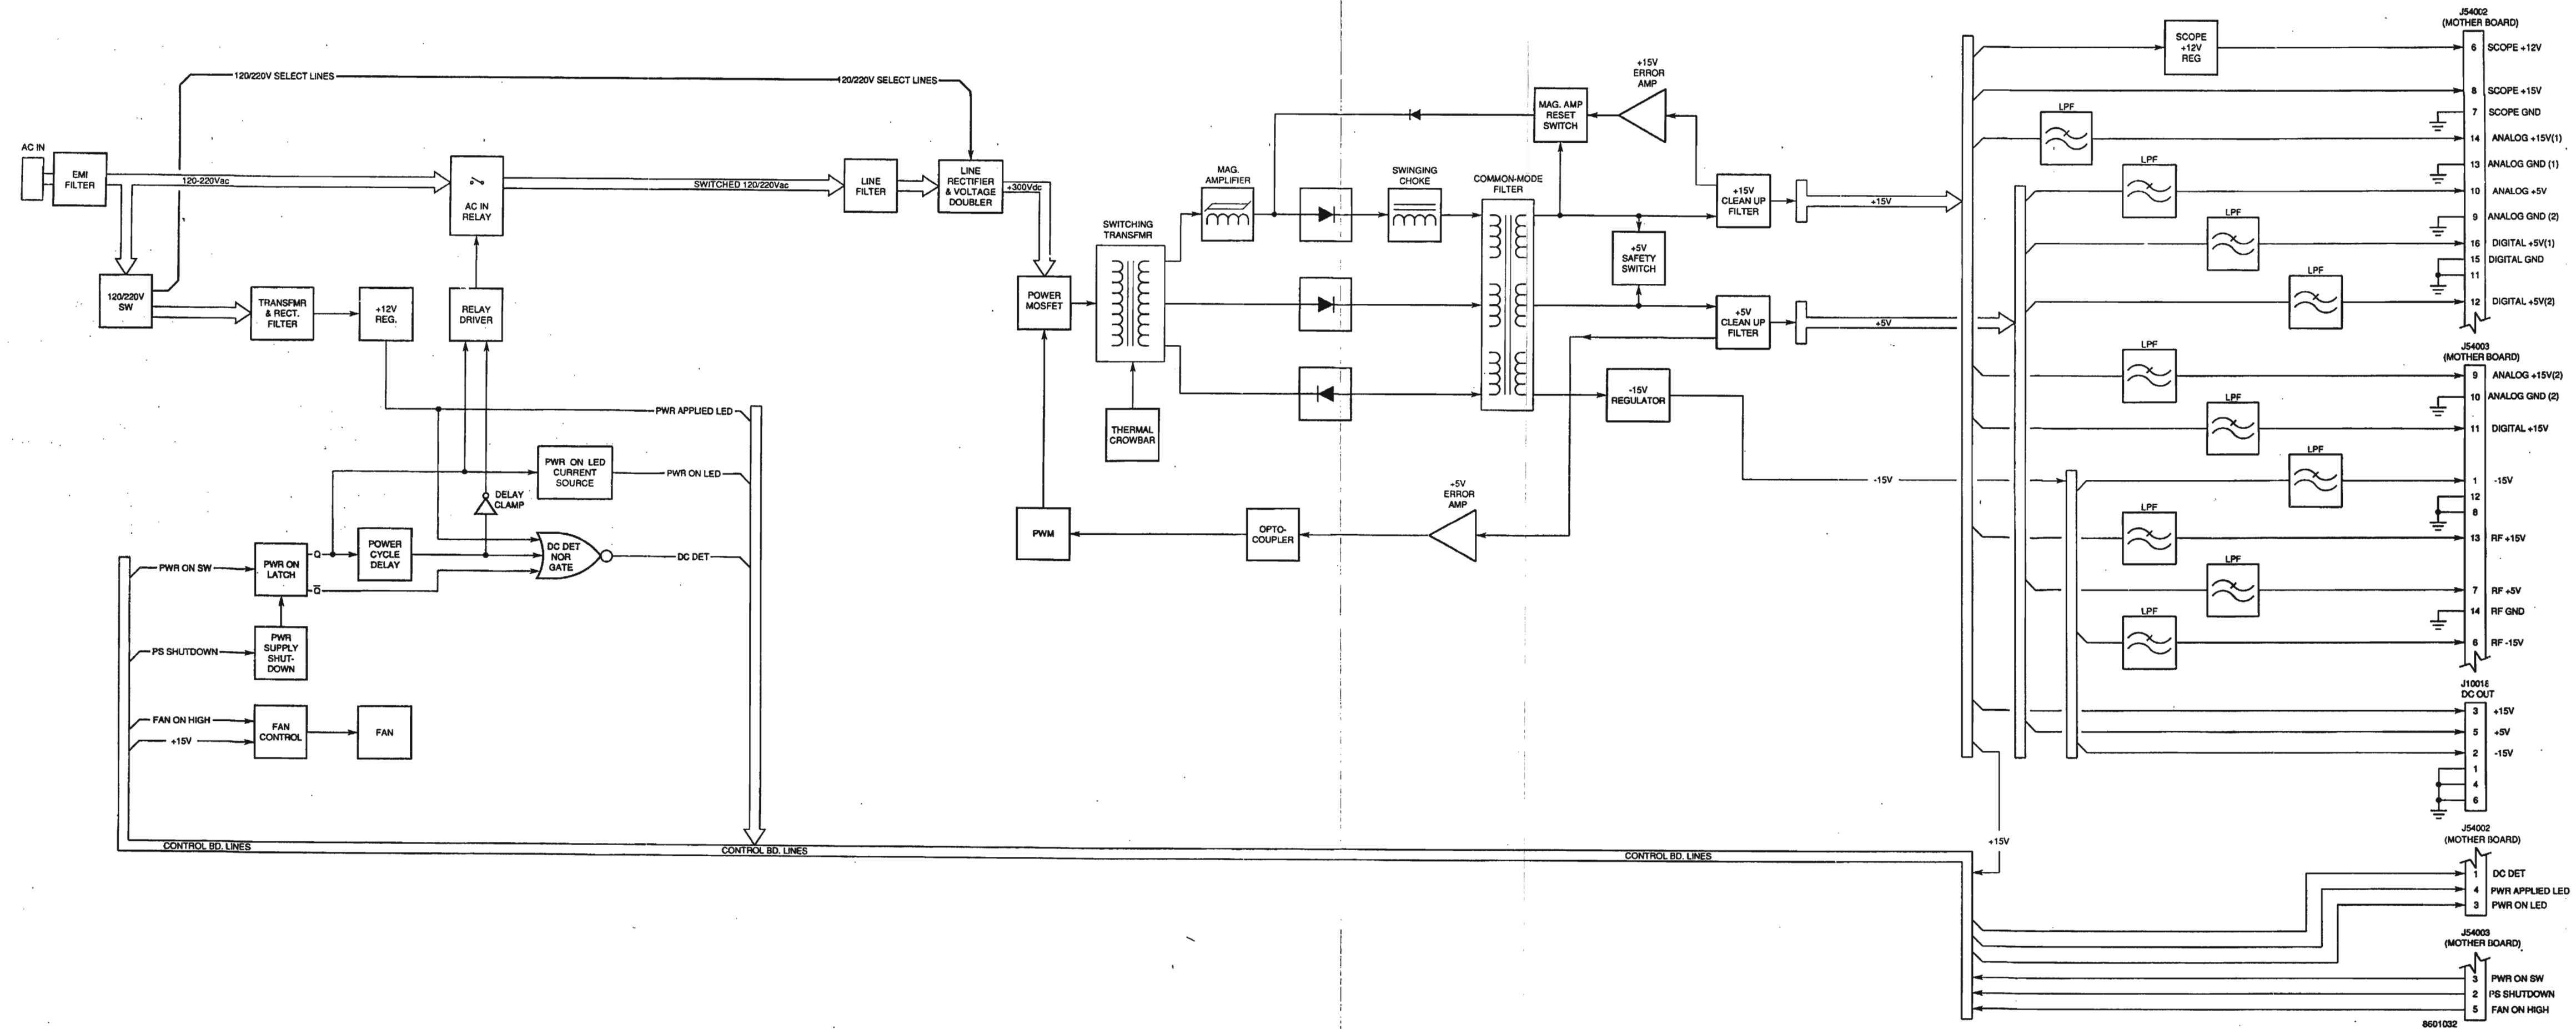 AC IN
EMI
FILTER
120-220Vac
120/220V SELECT LINES
120/220V SELECT LINES
AC IN
RELAY
SWITCHED 120/220Vac
LINE
FILTER
LINE
RECTIFIER
& VOLTAGE
DOUBLER
+300Vdc
120/220V
SW
TRANSFMR
& RECT.
FILTER
+12V
REG.
RELAY
DRIVER
POWER
MOSFET
SWITCHING
TRANSFMR
THERMAL
CROWBAR
MAG.
AMPLIFIER
SWINGING
CHOKE
COMMON-MODE
FILTER
MAG. AMP
RESET
SWITCH
+15V
ERROR
AMP
+5V
SAFETY
SWITCH
+15V
CLEAN UP
FILTER
+15V
+5V
CLEAN UP
FILTER
+5V
-15V
REGULATOR
-15V
+5V
ERROR
AMP
OPTO-
COUPLER
PWM
PWR APPLIED LED
PWR ON LED
CURRENT
SOURCE
PWR ON LED
DELAY
CLAMP
DC DET
NOR
GATE
DC DET
PWR ON SW
PWR ON
LATCH
Q
Q
POWER
CYCLE
DELAY
PS SHUTDOWN
PWR
SUPPLY
SHUT-
DOWN
FAN ON HIGH
+15V
FAN
CONTROL
FAN
CONTROL BD. LINES
CONTROL BD. LINES
CONTROL BD. LINES
+15V
SCOPE
+12V
REG
LPF
LPF
LPF
LPF
LPF
LPF
LPF
LPF
LPF
LPF
J54002
(MOTHER BOARD)
6 SCOPE +12V
8 SCOPE +15V
7 SCOPE GND
14 ANALOG +15V(1)
13 ANALOG GND (1)
10 ANALOG +5V
9 ANALOG GND (2)
16 DIGITAL +5V(1)
15 DIGITAL GND
11
12 DIGITAL +5V(2)
J54003
(MOTHER BOARD)
9 ANALOG +15V(2)
10 ANALOG GND (2)
11 DIGITAL +15V
1 -15V
12
8
13 RF +15V
7 RF +5V
14 RF GND
6 RF -15V
J10018
DC OUT
3 +15V
5 +5V
2 -15V
1
4
6
J54002
(MOTHER BOARD)
1 DC DET
4 PWR APPLIED LED
3 PWR ON LED
J54003
(MOTHER BOARD)
3 PWR ON SW
2 PS SHUTDOWN
5 FAN ON HIGH
8601032